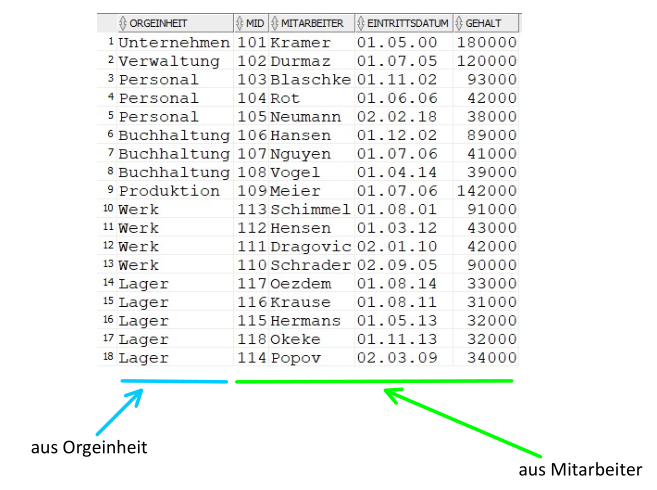 ORGEINHEIT MID MITARBEITER EINTRITTSDATUM GEHALT
1 Unternehmen 101 Kramer 01.05.00 180000
2 Verwaltung 102 Durmaz 01.07.05 120000
3 Personal 103 Blaschke 01.11.02 93000
4 Personal 104 Rot 01.06.06 42000
5 Personal 105 Neumann 02.02.18 38000
6 Buchhaltung 106 Hansen 01.12.02 89000
7 Buchhaltung 107 Nguyen 01.07.06 41000
8 Buchhaltung 108 Vogel 01.04.14 39000
9 Produktion 109 Meier 01.07.06 142000
10 Werk 113 Schimmel 01.08.01 91000
11 Werk 112 Hensen 01.03.12 43000
12 Werk 111 Dragovic 02.01.10 42000
13 Werk 110 Schrader 02.09.05 90000
14 Lager 117 Oezdem 01.08.14 33000
15 Lager 116 Krause 01.08.11 31000
16 Lager 115 Hermans 01.05.13 32000
17 Lager 118 Okeke 01.11.13 32000
18 Lager 114 Popov 02.03.09 34000
aus Orgeinheit
aus Mitarbeiter